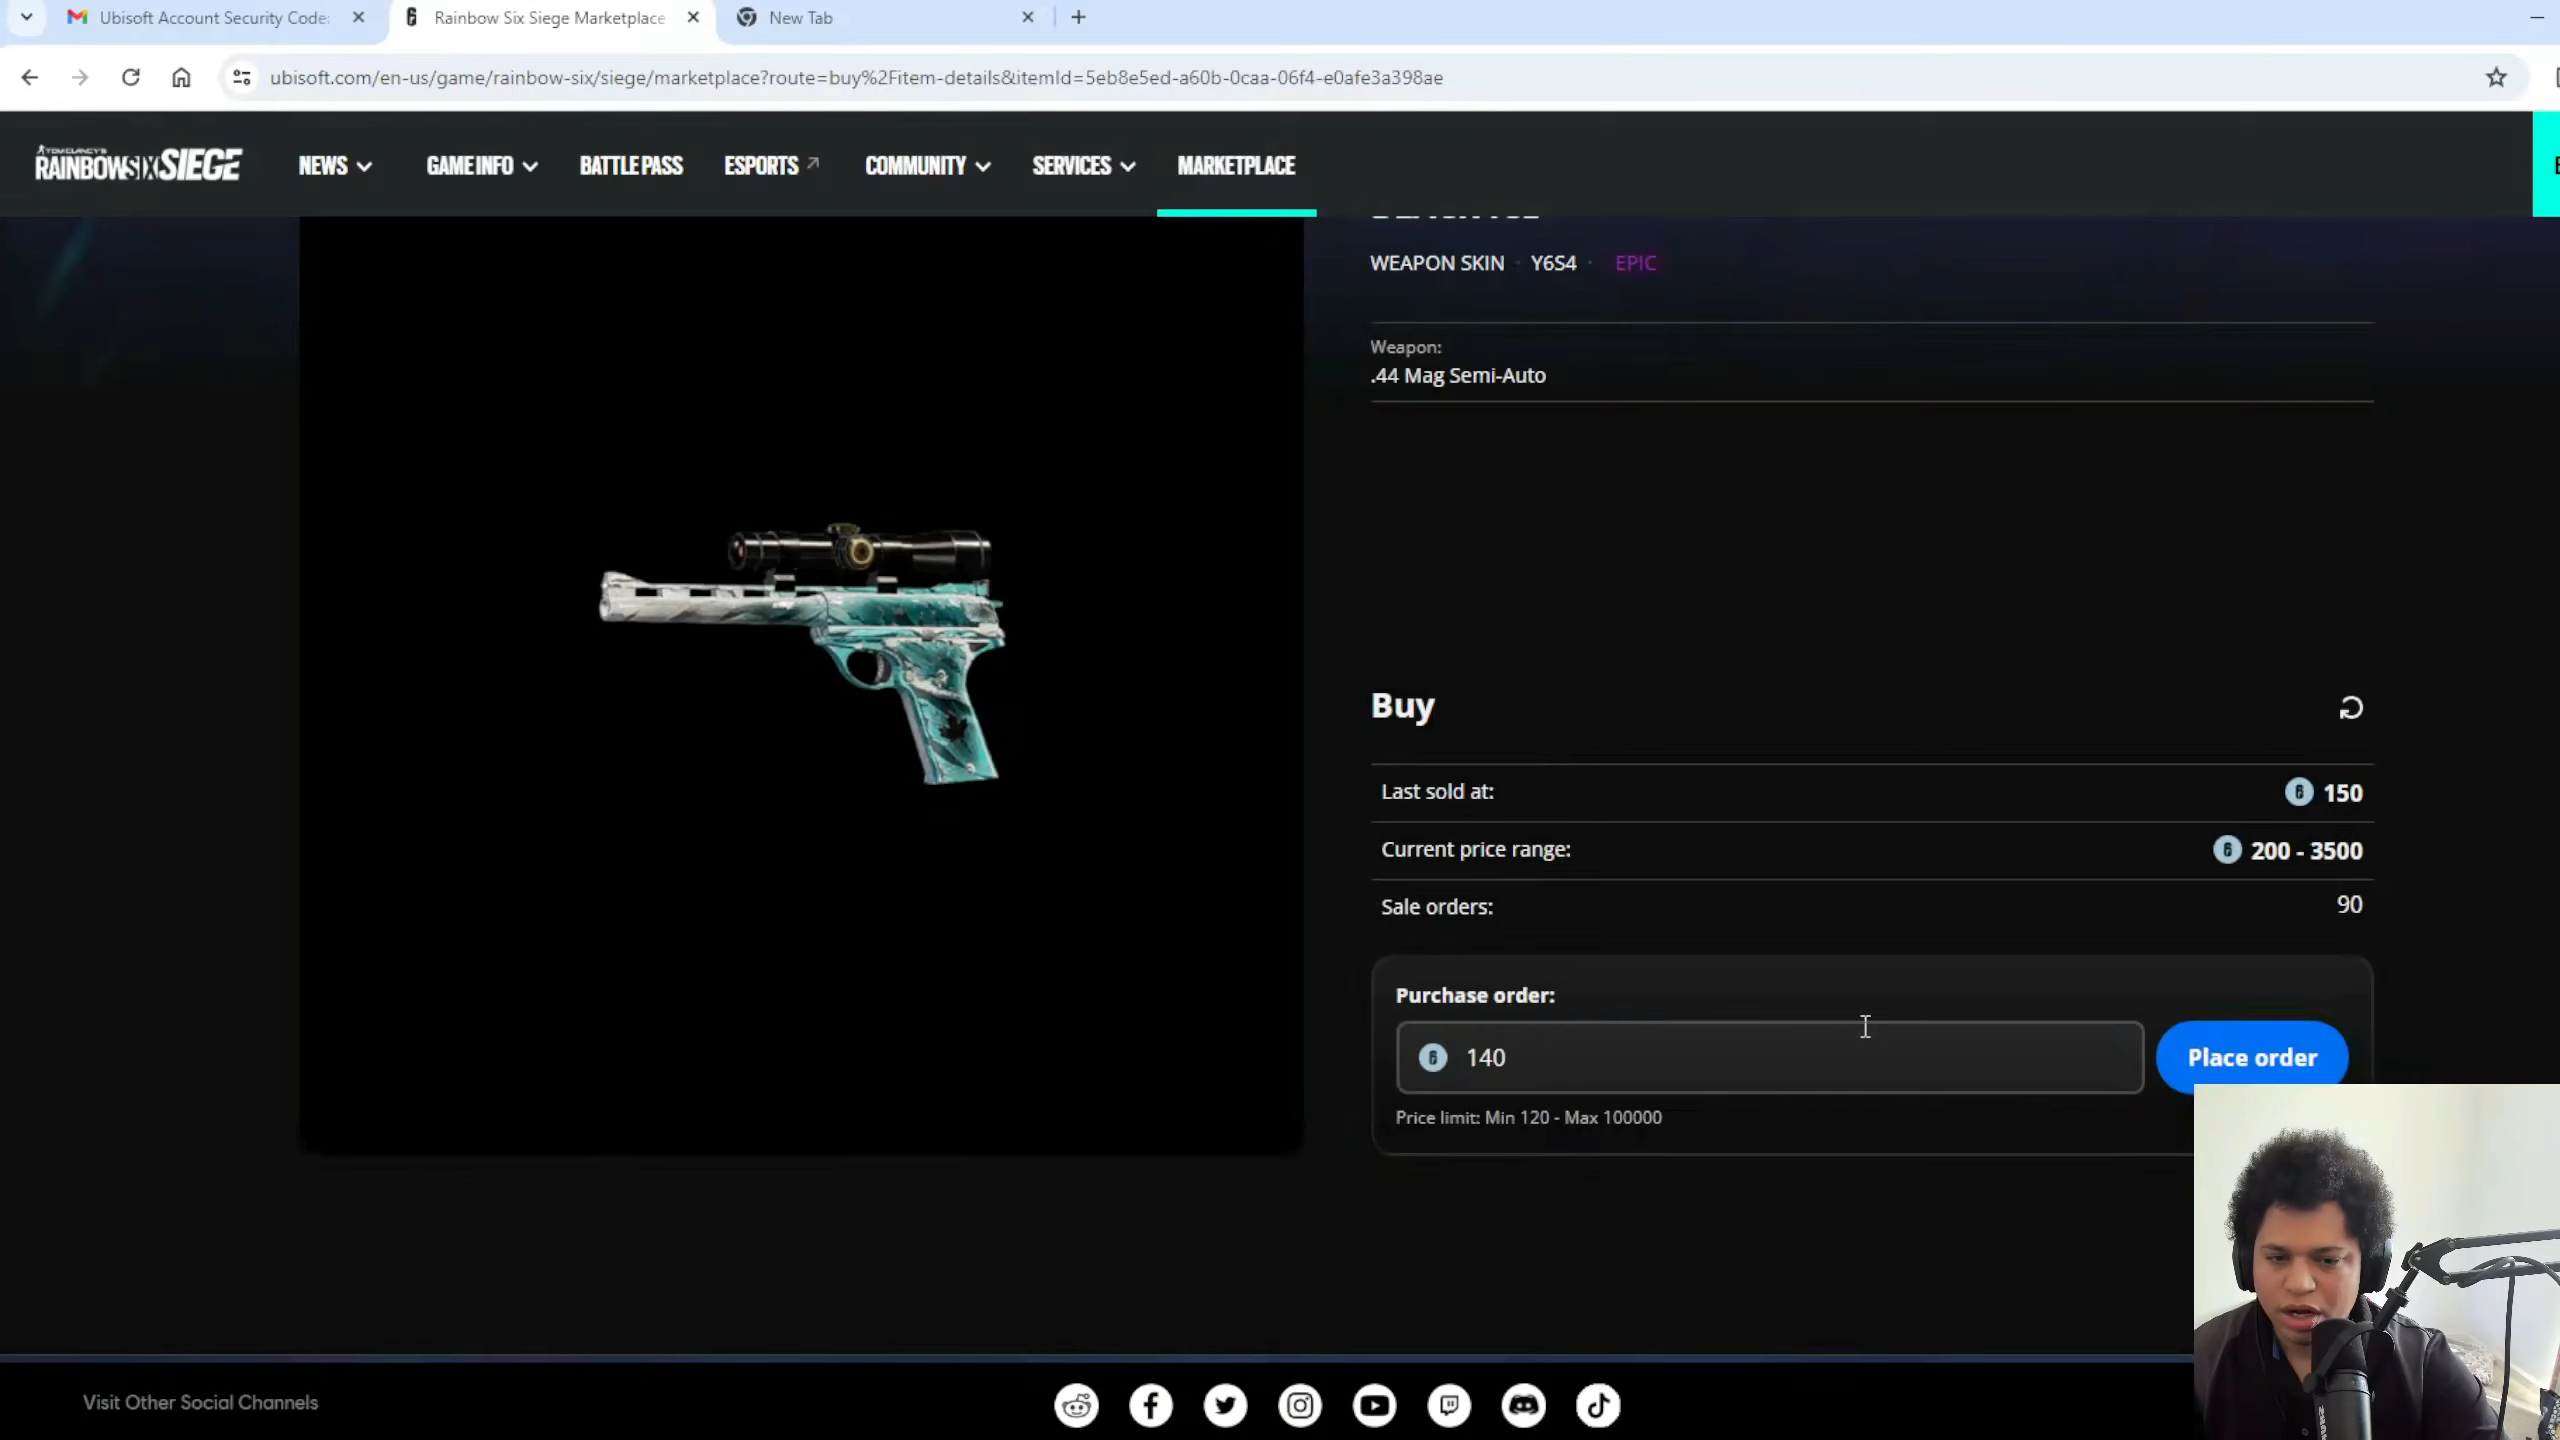 Ubisoft Account Security Code:
Rainbow Six Siege Marketplace
New Tab
ubisoft.com/en-us/game/rainbow-six/siege/marketplace?route=buy%2Fitem-details&itemId=5eb8e5ed-a60b-0caa-06f4-e0afe3a398ae
TOM CLANCY'S
RAINBOW SIX SIEGE
NEWS
GAME INFO
BATTLE PASS
ESPORTS
COMMUNITY
SERVICES
MARKETPLACE
WEAPON SKIN · Y6S4 · EPIC
Weapon:
.44 Mag Semi-Auto
Buy
Last sold at: 150
Current price range: 200 - 3500
Sale orders: 90
Purchase order:
140
Place order
Price limit: Min 120 - Max 100000
Visit Other Social Channels